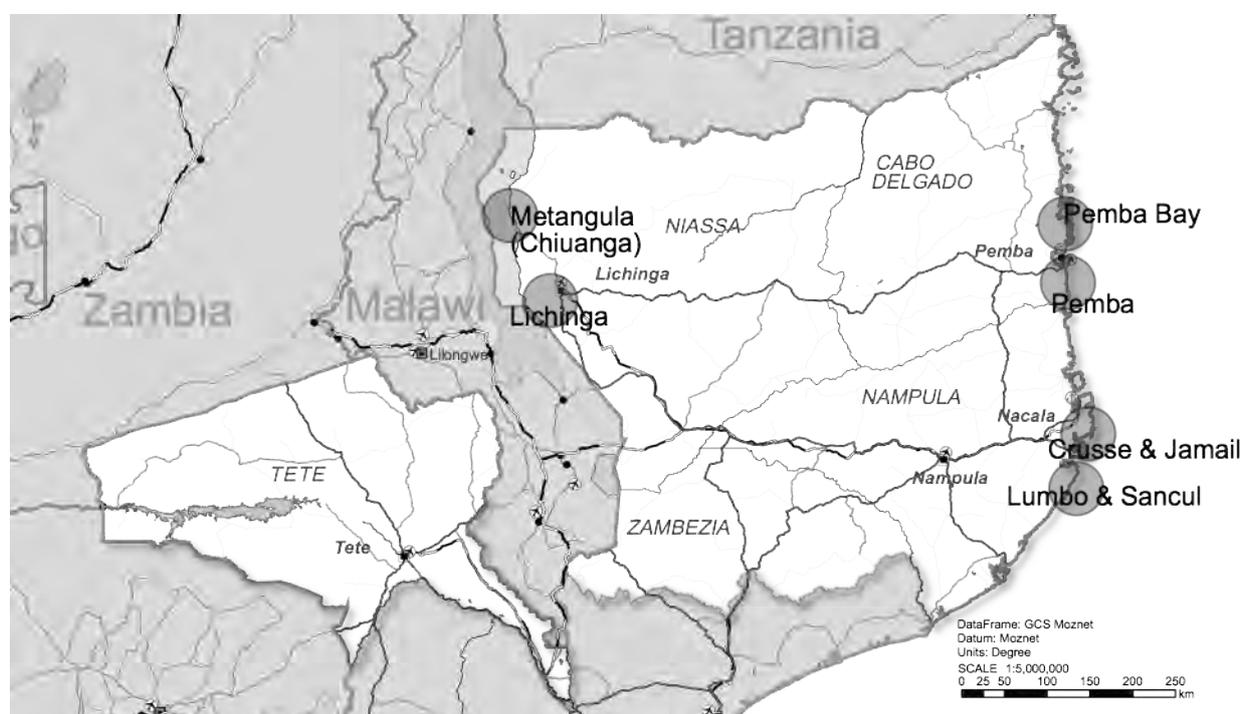 Tanzania
CABO
DELGADO
Metangula
(Chiuanga)
NIASSA
Pemba Bay
Pemba
Lichinga
Zambia
Malawi
Lichinga
Pemba
Lilongwe
NAMPULA
Nacala
Crusse & Jamail
TETE
Nampula
Lumbo & Sancul
ZAMBEZIA
Tete
DataFrame: GCS Moznet
Datum: Moznet
Units: Degree
SCALE 1:5,000,000
0 25 50 100 150 200 250
km